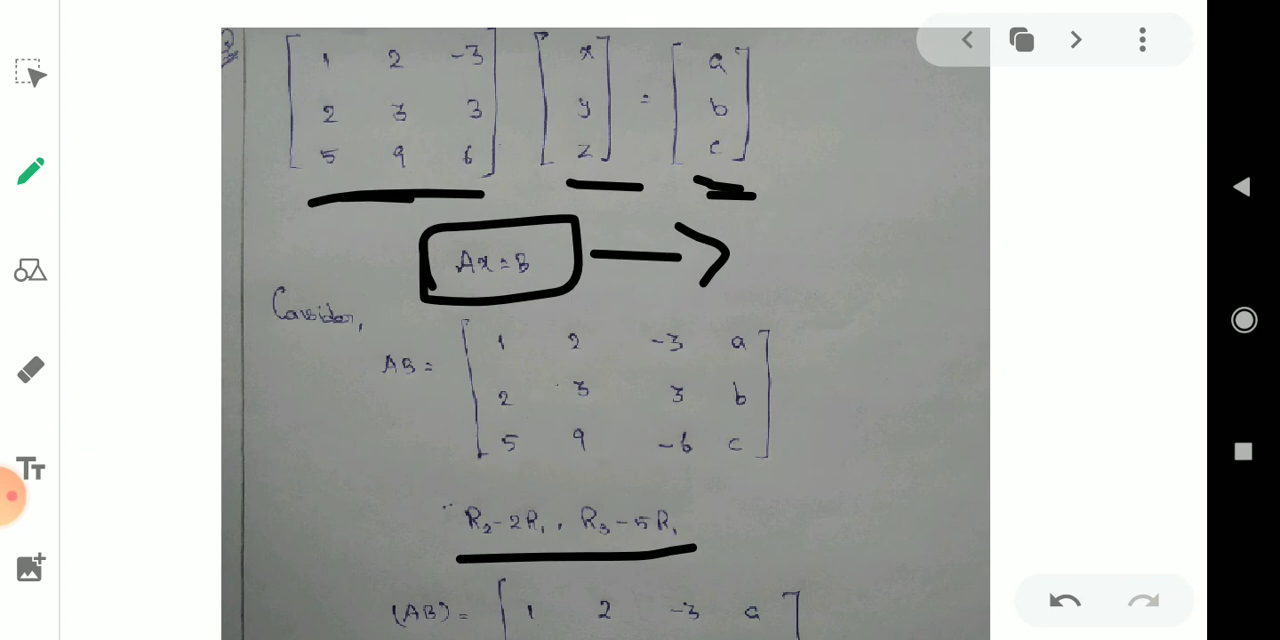 1 2 -3 x a
2 3 3 y = b
5 9 6 z c
Ax = B
Consider,
AB = 1 2 -3 a
2 3 3 b
5 9 -6 c
R2-2R1, R3-5R1
(AB) = 1 2 -3 a
TT